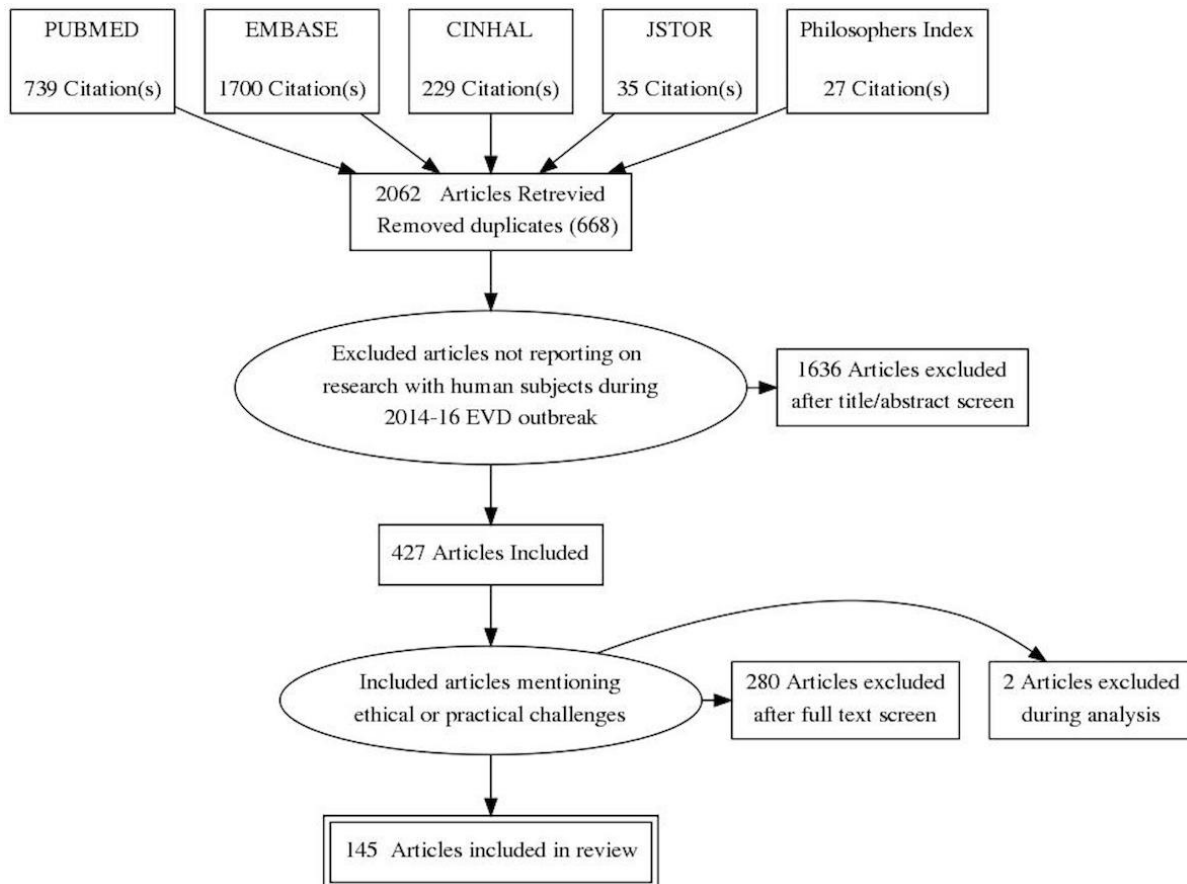 PUBMED
739 Citation(s)
EMBASE
1700 Citation(s)
CINHAL
229 Citation(s)
JSTOR
35 Citation(s)
Philosophers Index
27 Citation(s)
2062 Articles Retrevied
Removed duplicates (668)
Excluded articles not reporting on
research with human subjects during
2014-16 EVD outbreak
1636 Articles excluded
after title/abstract screen
427 Articles Included
Included articles mentioning
ethical or practical challenges
280 Articles excluded
after full text screen
2 Articles excluded
during analysis
145 Articles included in review